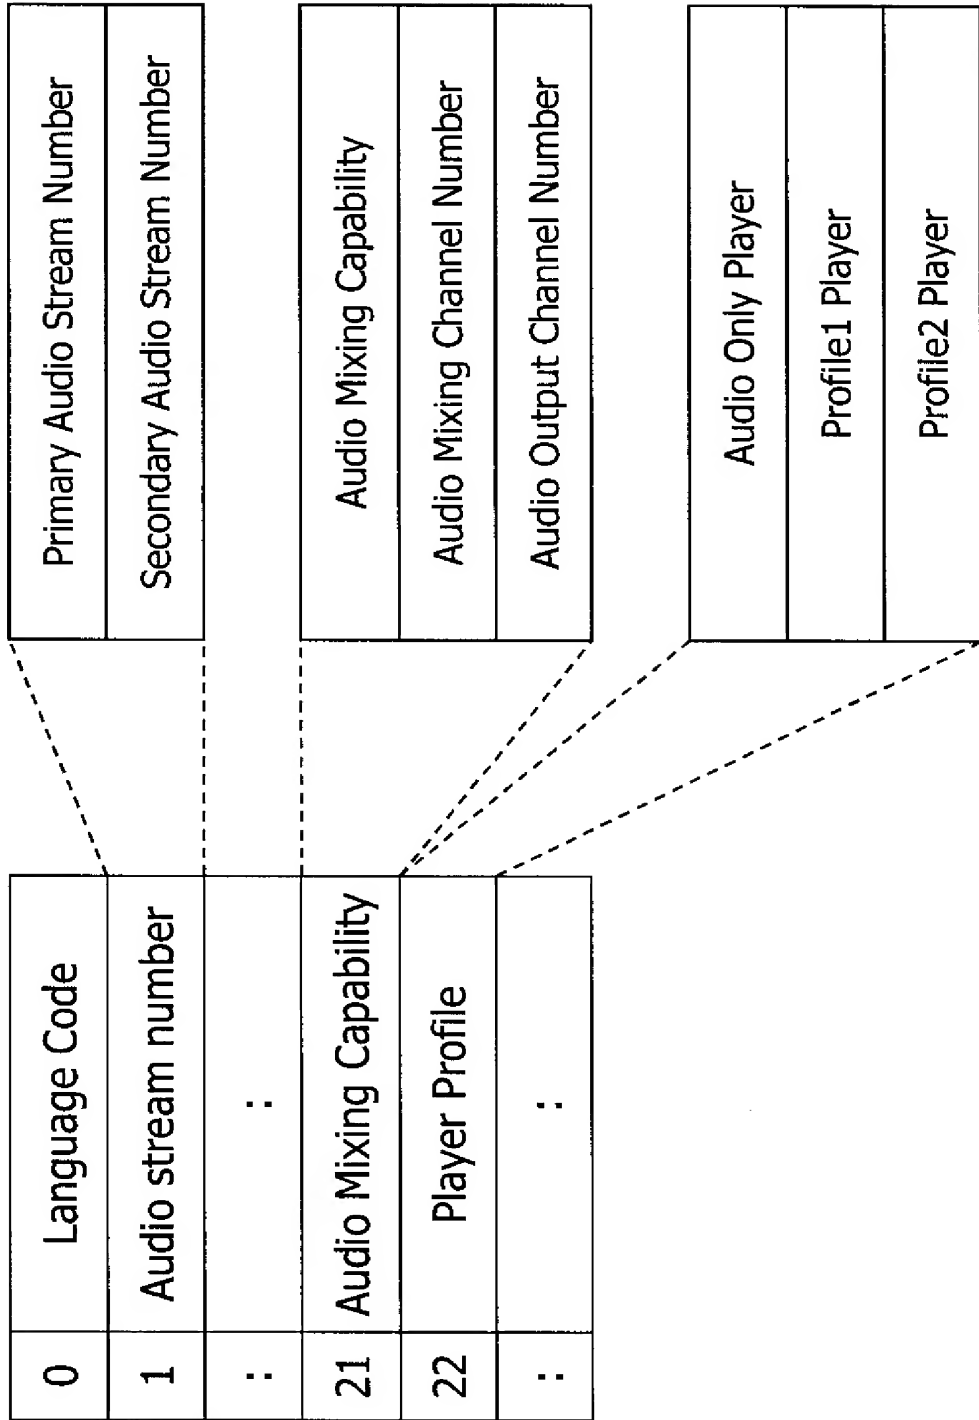 0 Language Code
1 Audio stream number
: :
21 Audio Mixing Capability
22 Player Profile
: :
Primary Audio Stream Number
Secondary Audio Stream Number
Audio Mixing Capability
Audio Mixing Channel Number
Audio Output Channel Number
Audio Only Player
Profile1 Player
Profile2 Player